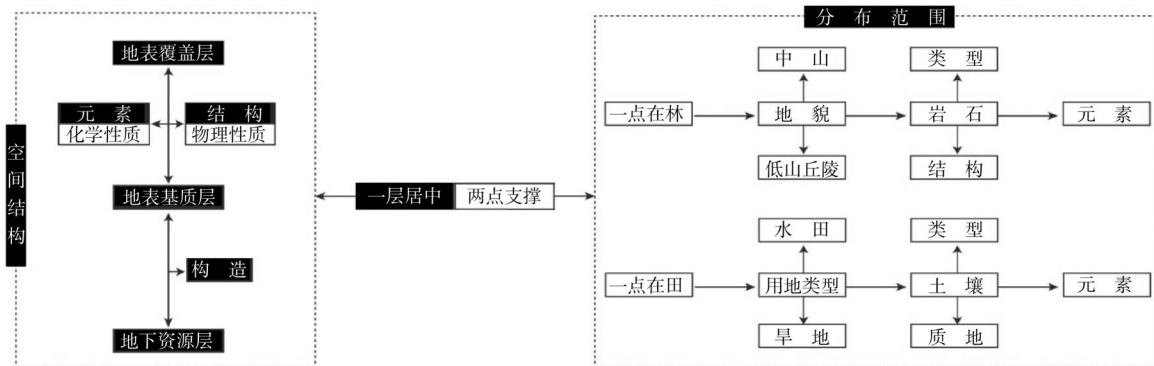 空间结构
地表覆盖层
元素
化学性质
结构
物理性质
地表基质层
构造
地下资源层
一层居中
两点支撑
分布范围
中山
类型
一点在林
地貌
岩石
元素
低山丘陵
结构
水田
类型
一点在田
用地类型
土壤
元素
旱地
质地